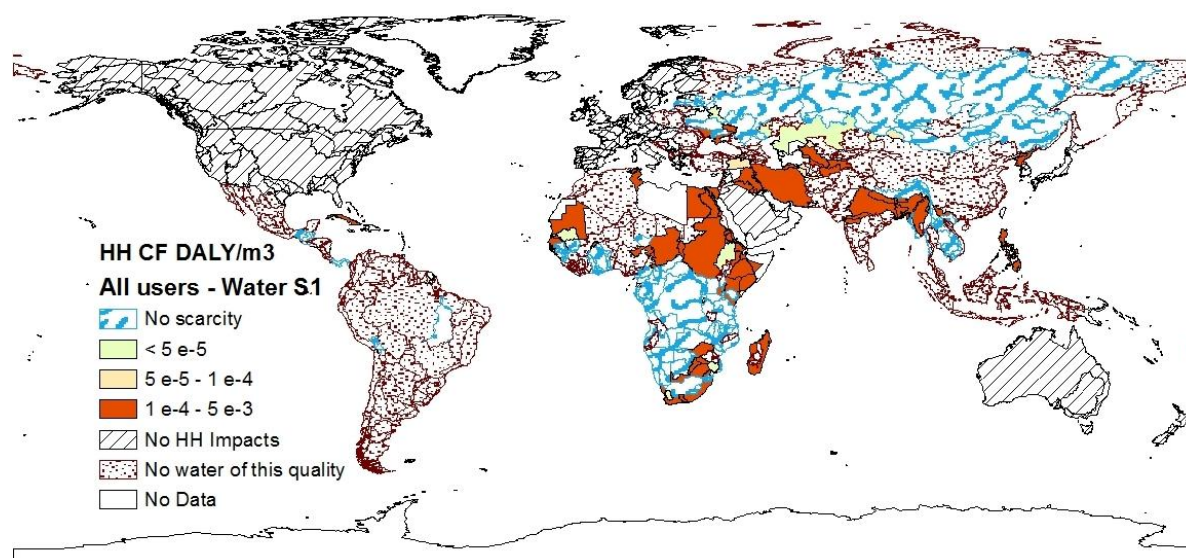 HH CF DALY/m3
All users - Water S1
No scarcity
< 5 e-5
5 e-5 - 1 e-4
1 e-4 - 5 e-3
No HH Impacts
No water of this quality
No Data